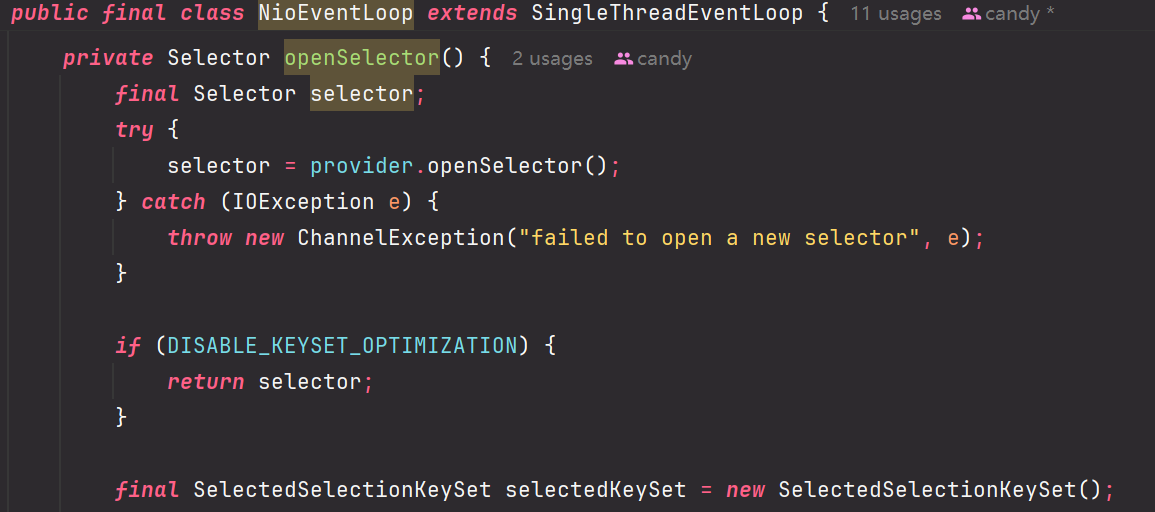 public final class NioEventLoop extends SingleThreadEventLoop { 11 usages candy *
private Selector openSelector() { 2 usages candy
final Selector selector;
try {
selector = provider.openSelector();
} catch (IOException e) {
throw new ChannelException("failed to open a new selector", e);
}
if (DISABLE_KEYSET_OPTIMIZATION) {
return selector;
}
final SelectedSelectionKeySet selectedKeySet = new SelectedSelectionKeySet();